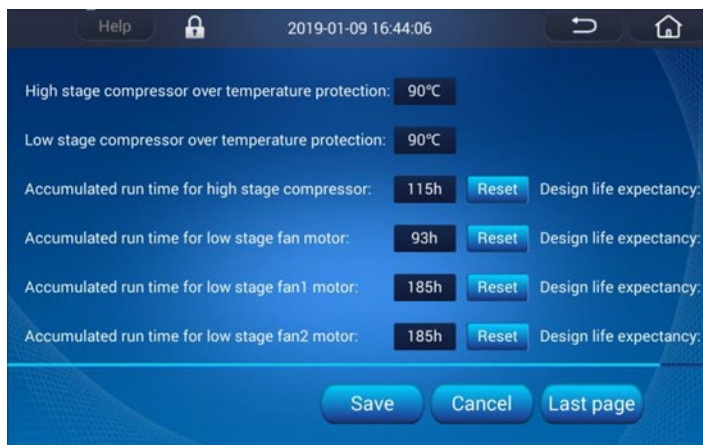 Help 2019-01-09 16:44:06
High stage compressor over temperature protection: 90℃
Low stage compressor over temperature protection: 90℃
Accumulated run time for high stage compressor: 115h Reset Design life expectancy:
Accumulated run time for low stage fan motor: 93h Reset Design life expectancy:
Accumulated run time for low stage fan1 motor: 185h Reset Design life expectancy:
Accumulated run time for low stage fan2 motor: 185h Reset Design life expectancy:
Save Cancel Last page